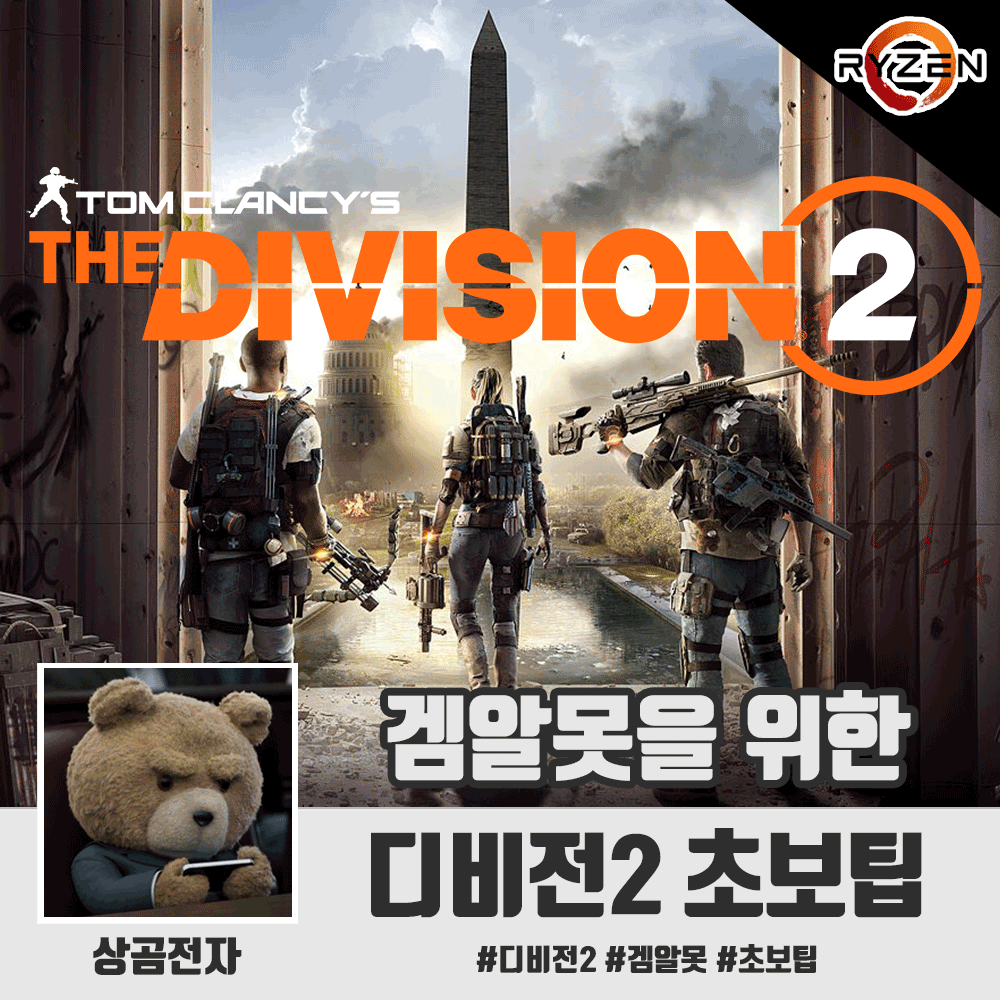 RYZEN
TOM CLANCY'S
THE DIVISION 2
겜알못을 위한
디비전2 초보팁
상곰전자
#디비전2 #겜알못 #초보팁